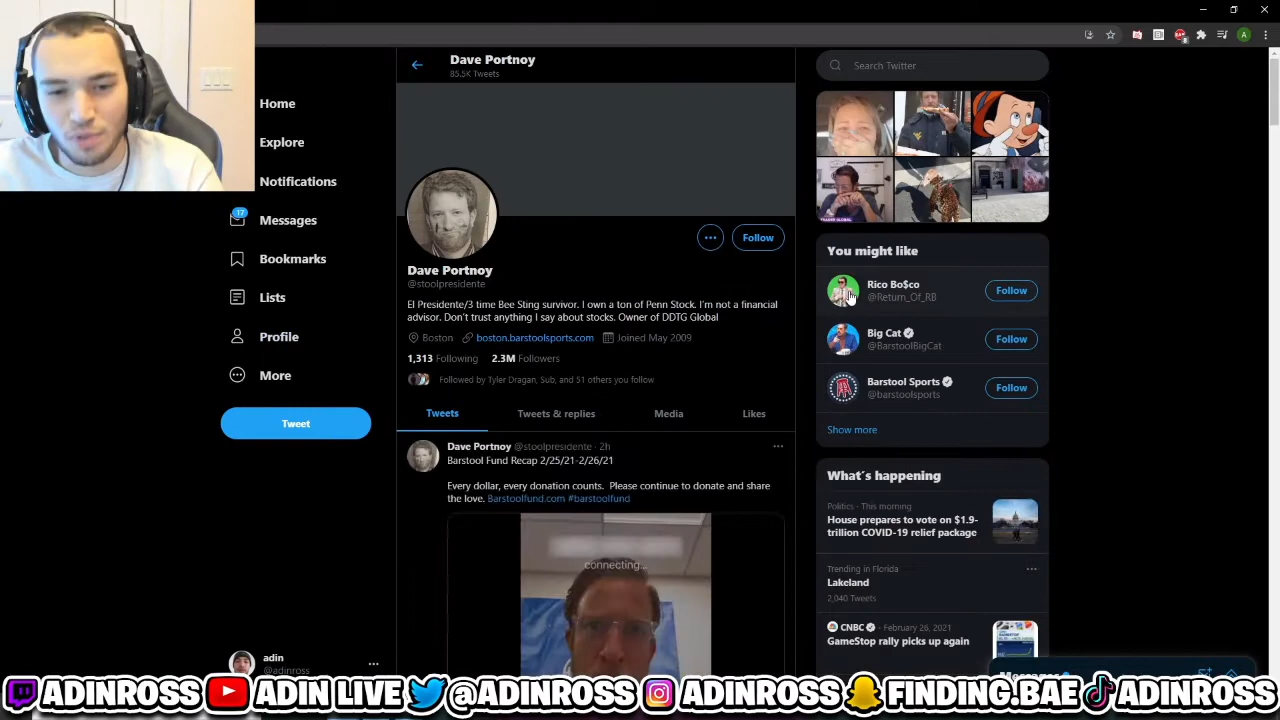 Home
Explore
Notifications
17
Messages
Bookmarks
Lists
Profile
More
Tweet
adin
@adinross
Dave Portnoy
85.5K Tweets
Follow
Dave Portnoy
@stoolpresidente
El Presidente/3 time Bee Sting survivor. I own a ton of Penn Stock. I'm not a financial
advisor. Don't trust anything I say about stocks. Owner of DDTG Global
Boston boston.barstoolsports.com Joined May 2009
1,313 Following 2.3M Followers
Followed by Tyler Dragan, Sub, and 51 others you follow
Tweets Tweets & replies Media Likes
Dave Portnoy @stoolpresidente · 2h
Barstool Fund Recap 2/25/21-2/26/21
Every dollar, every donation counts. Please continue to donate and share
the love. Barstoolfund.com #barstoolfund
connecting...
Search Twitter
You might like
Rico Bo$co
@Return_Of_RB
Follow
Big Cat
@BarstoolBigCat
Follow
Barstool Sports
@barstoolsports
Follow
Show more
What's happening
Politics · This morning
House prepares to vote on $1.9-
trillion COVID-19 relief package
Trending in Florida
Lakeland
2,040 Tweets
CNBC · February 26, 2021
GameStop rally picks up again
Messages
ADINROSS ADIN LIVE @ADINROSS ADINROSS FINDING.BAE ADINROSS